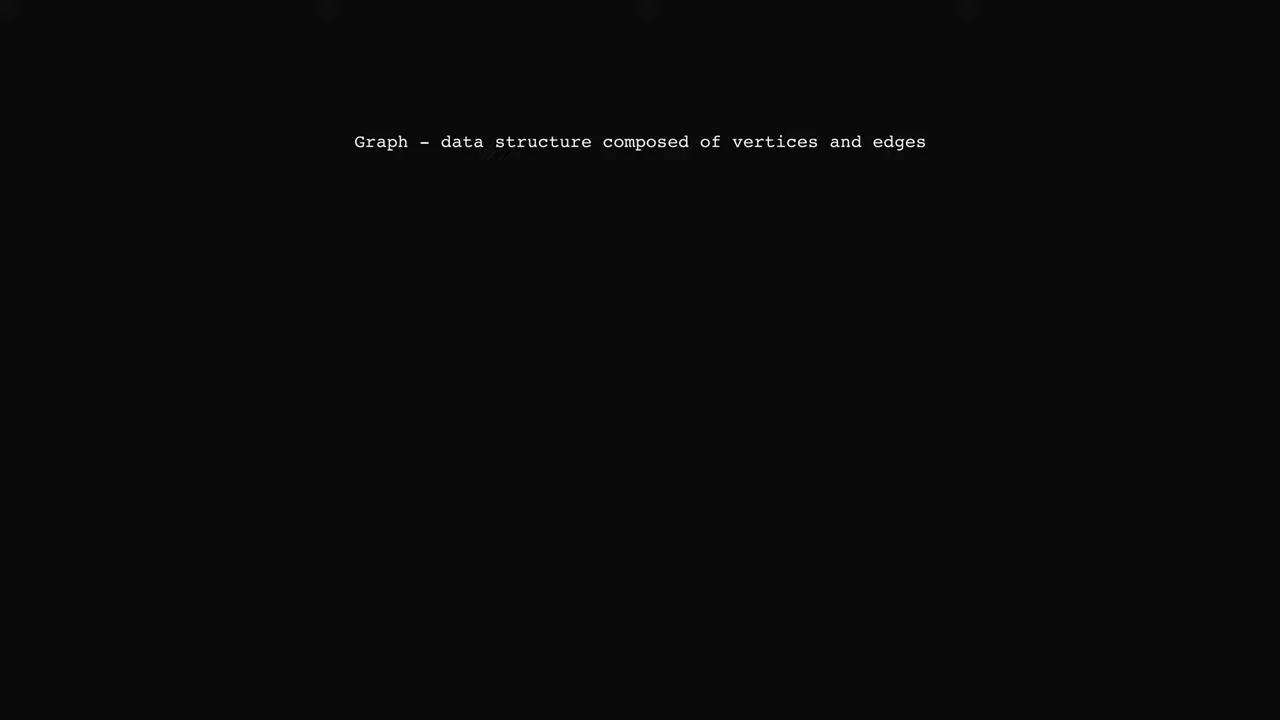 Graph - data structure composed of vertices and edges